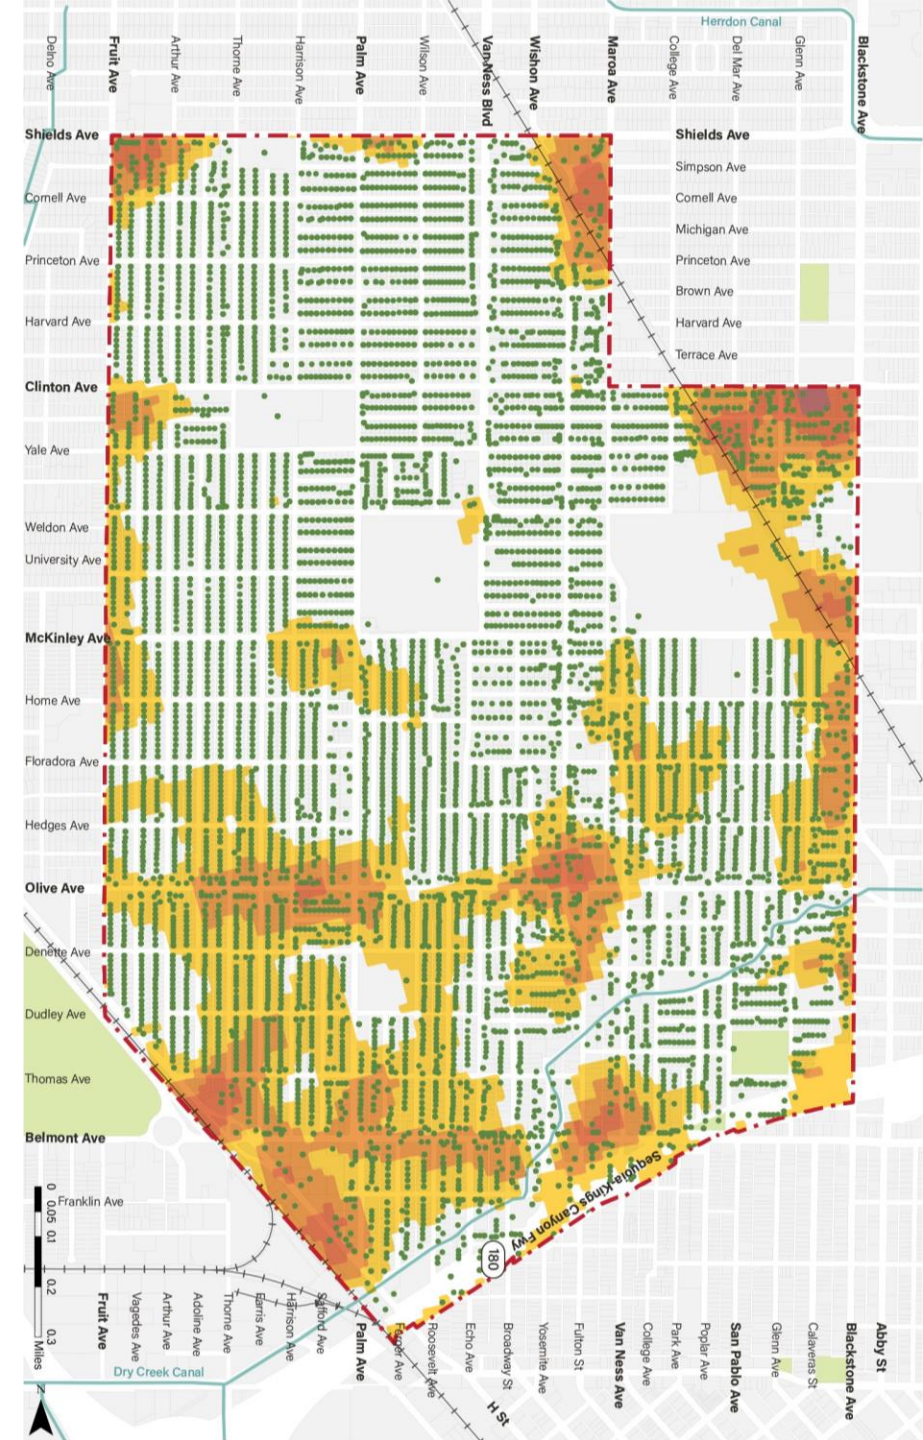 Herrdon Canal
Delno Ave
Fruit Ave
Arthur Ave
Thorne Ave
Harrison Ave
Palm Ave
Wilson Ave
Van Ness Blvd
Wishon Ave
Maroa Ave
College Ave
Del Mar Ave
Glenn Ave
Blackstone Ave
Shields Ave
Shields Ave
Simpson Ave
Cornell Ave
Cornell Ave
Michigan Ave
Princeton Ave
Princeton Ave
Brown Ave
Harvard Ave
Harvard Ave
Terrace Ave
Clinton Ave
Yale Ave
Weldon Ave
University Ave
McKinley Ave
Home Ave
Floradora Ave
Hedges Ave
Olive Ave
Dennett Ave
Dudley Ave
Thomas Ave
Belmont Ave
Sequoia-Kings Canyon Fwy
180
Franklin Ave
0
0.05
0.1
0.2
0.3
Miles
Fruit Ave
Vagedes Ave
Arthur Ave
Adoline Ave
Thorne Ave
Farris Ave
Harrison Ave
Safford Ave
Palm Ave
Roosevelt Ave
Echo Ave
Broadway St
Yosemite Ave
Fulton St
Van Ness Ave
College Ave
Park Ave
Poplar Ave
San Pablo Ave
Glenn Ave
Calaveras St
Blackstone Ave
Abby St
Dry Creek Canal
H St
N